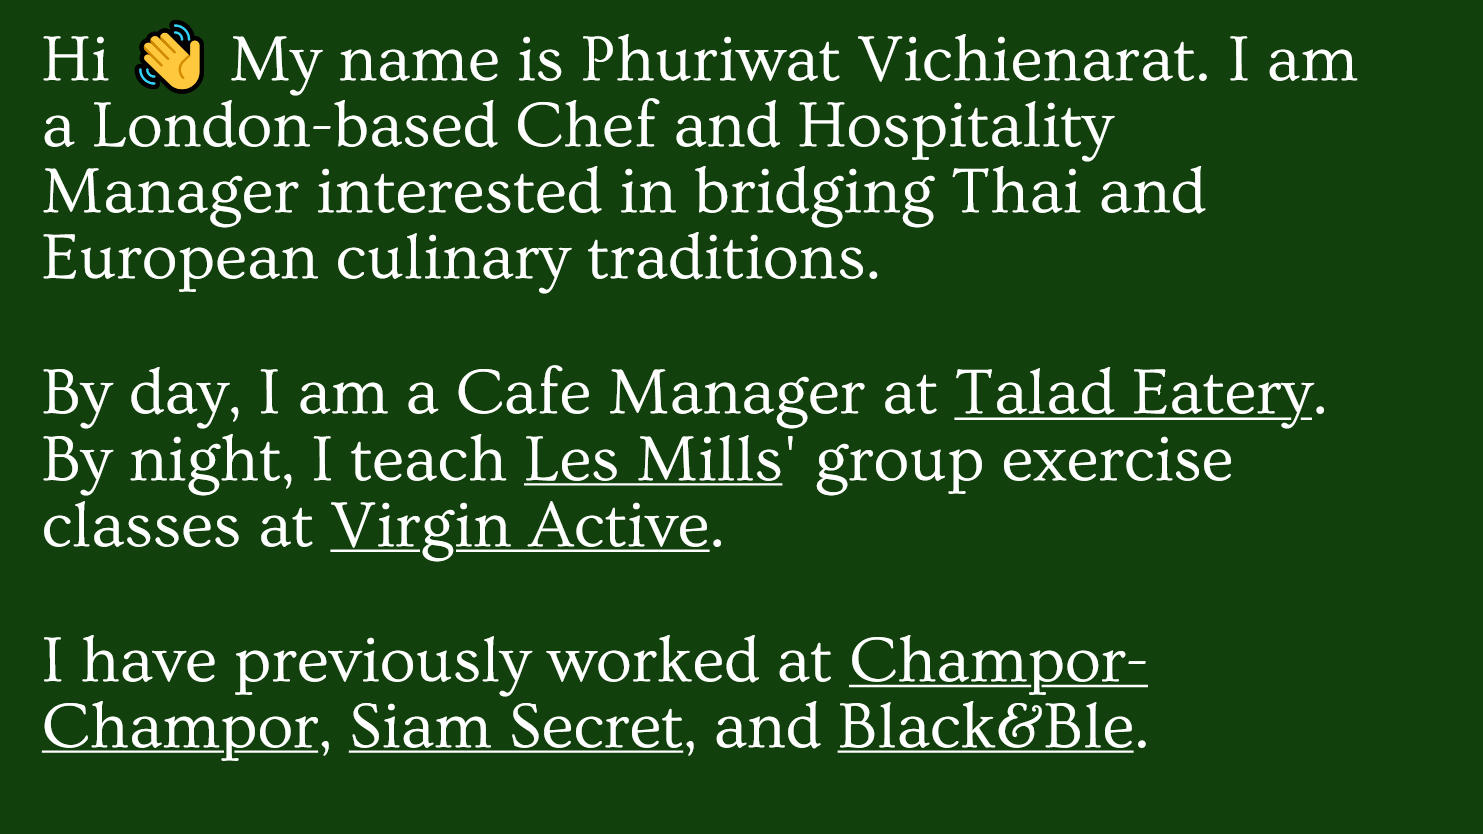 Hi 👋 My name is Phuriwat Vichienarat. I am
a London-based Chef and Hospitality
Manager interested in bridging Thai and
European culinary traditions.
By day, I am a Cafe Manager at Talad Eatery.
By night, I teach Les Mills' group exercise
classes at Virgin Active.
I have previously worked at Champor-
Champor, Siam Secret, and Black&Ble.